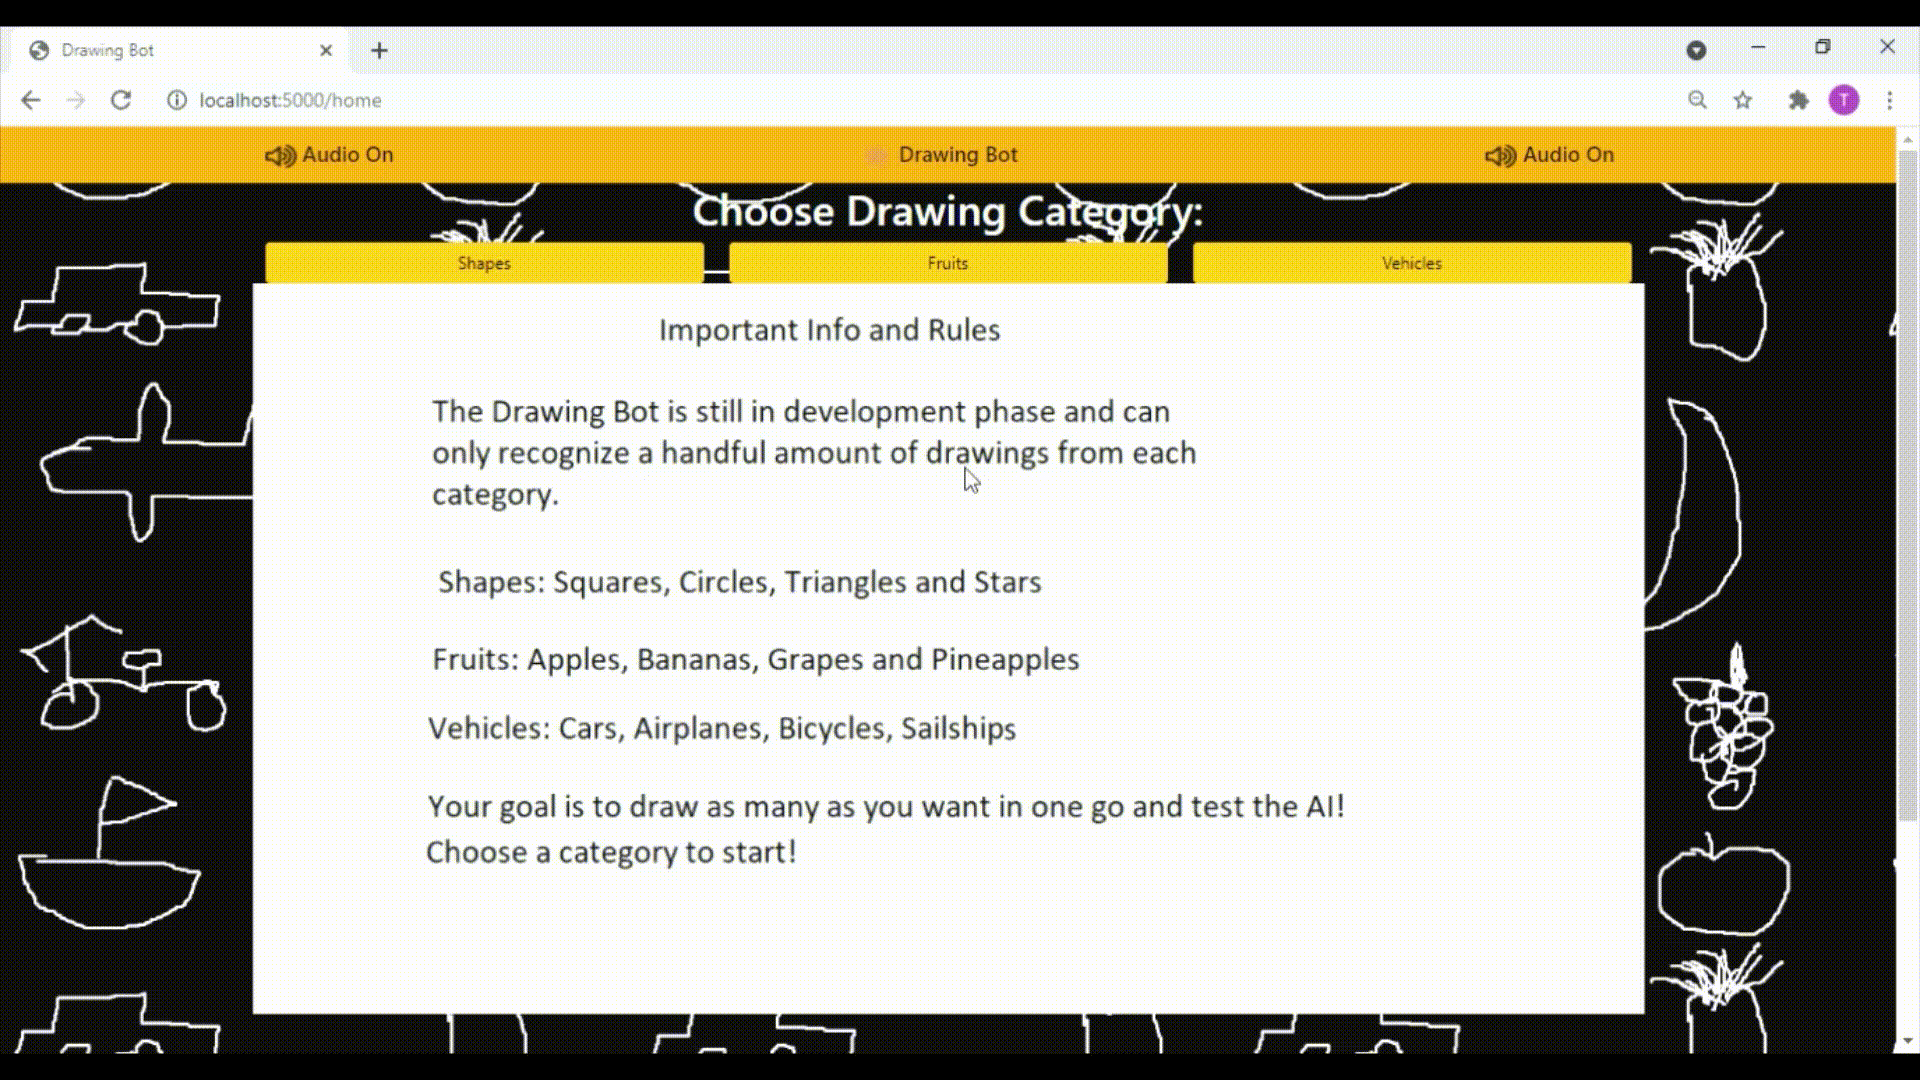 Drawing Bot
localhost:5000/home
T
Audio On
Drawing Bot
Audio On
Choose Drawing Category:
Shapes
Fruits
Vehicles
Important Info and Rules
The Drawing Bot is still in development phase and can
only recognize a handful amount of drawings from each
category.
Shapes: Squares, Circles, Triangles and Stars
Fruits: Apples, Bananas, Grapes and Pineapples
Vehicles: Cars, Airplanes, Bicycles, Sailships
Your goal is to draw as many as you want in one go and test the AI!
Choose a category to start!